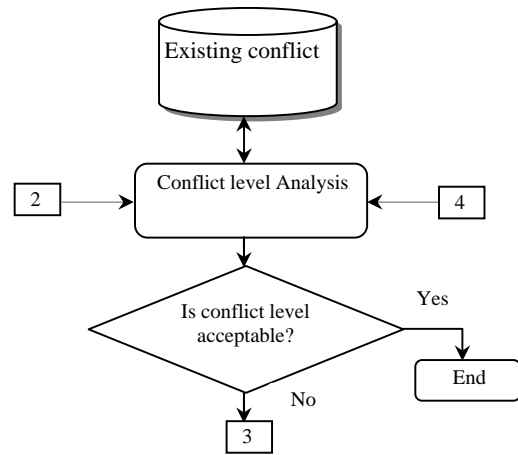 Existing conflict
Conflict level Analysis
2
4
Is conflict level
acceptable?
Yes
End
No
3